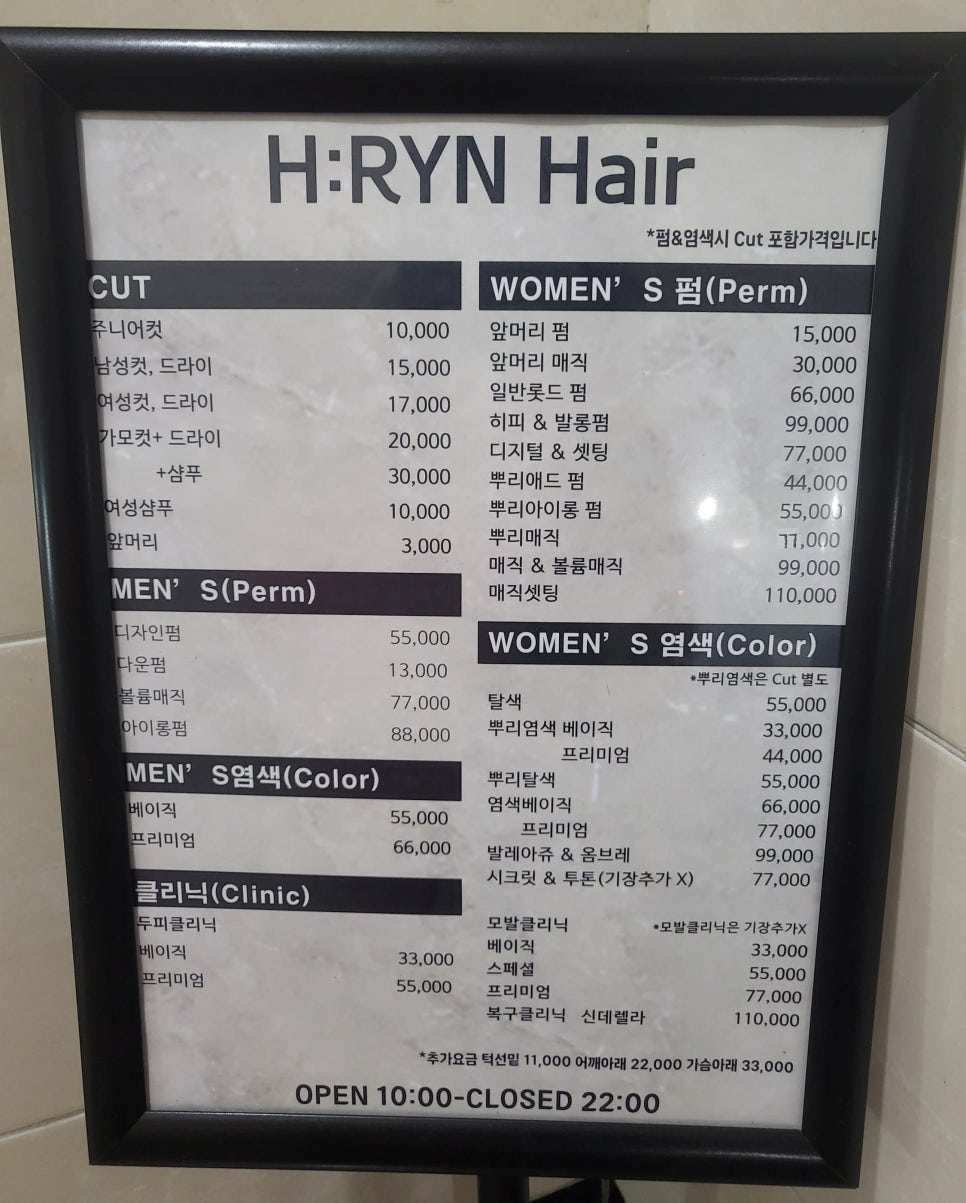 H:RYN Hair
*펌&염색시 Cut 포함가격입니다
CUT
주니어컷 10,000
남성컷, 드라이 15,000
여성컷, 드라이 17,000
가모컷+ 드라이 20,000
+샴푸 30,000
여성샴푸 10,000
앞머리 3,000
MEN'S(Perm)
디자인펌 55,000
다운펌 13,000
볼륨매직 77,000
아이롱펌 88,000
MEN'S염색(Color)
베이직 55,000
프리미엄 66,000
클리닉(Clinic)
두피클리닉
베이직 33,000
프리미엄 55,000
WOMEN'S 펌(Perm)
앞머리 펌 15,000
앞머리 매직 30,000
일반롯드 펌 66,000
히피 & 발롱펌 99,000
디지털 & 셋팅 77,000
뿌리애드 펌 44,000
뿌리아이롱 펌 55,000
뿌리매직 77,000
매직 & 볼륨매직 99,000
매직셋팅 110,000
WOMEN'S 염색(Color)
*뿌리염색은 Cut 별도
탈색 55,000
뿌리염색 베이직 33,000
프리미엄 44,000
뿌리탈색 55,000
염색베이직 66,000
프리미엄 77,000
발레아쥬 & 옴브레 99,000
시크릿 & 투톤(기장추가 X) 77,000
모발클리닉 *모발클리닉은 기장추가X
베이직 33,000
스페셜 55,000
프리미엄 77,000
복구클리닉 신데렐라 110,000
*추가요금 턱선밑 11,000 어깨아래 22,000 가슴아래 33,000
OPEN 10:00-CLOSED 22:00